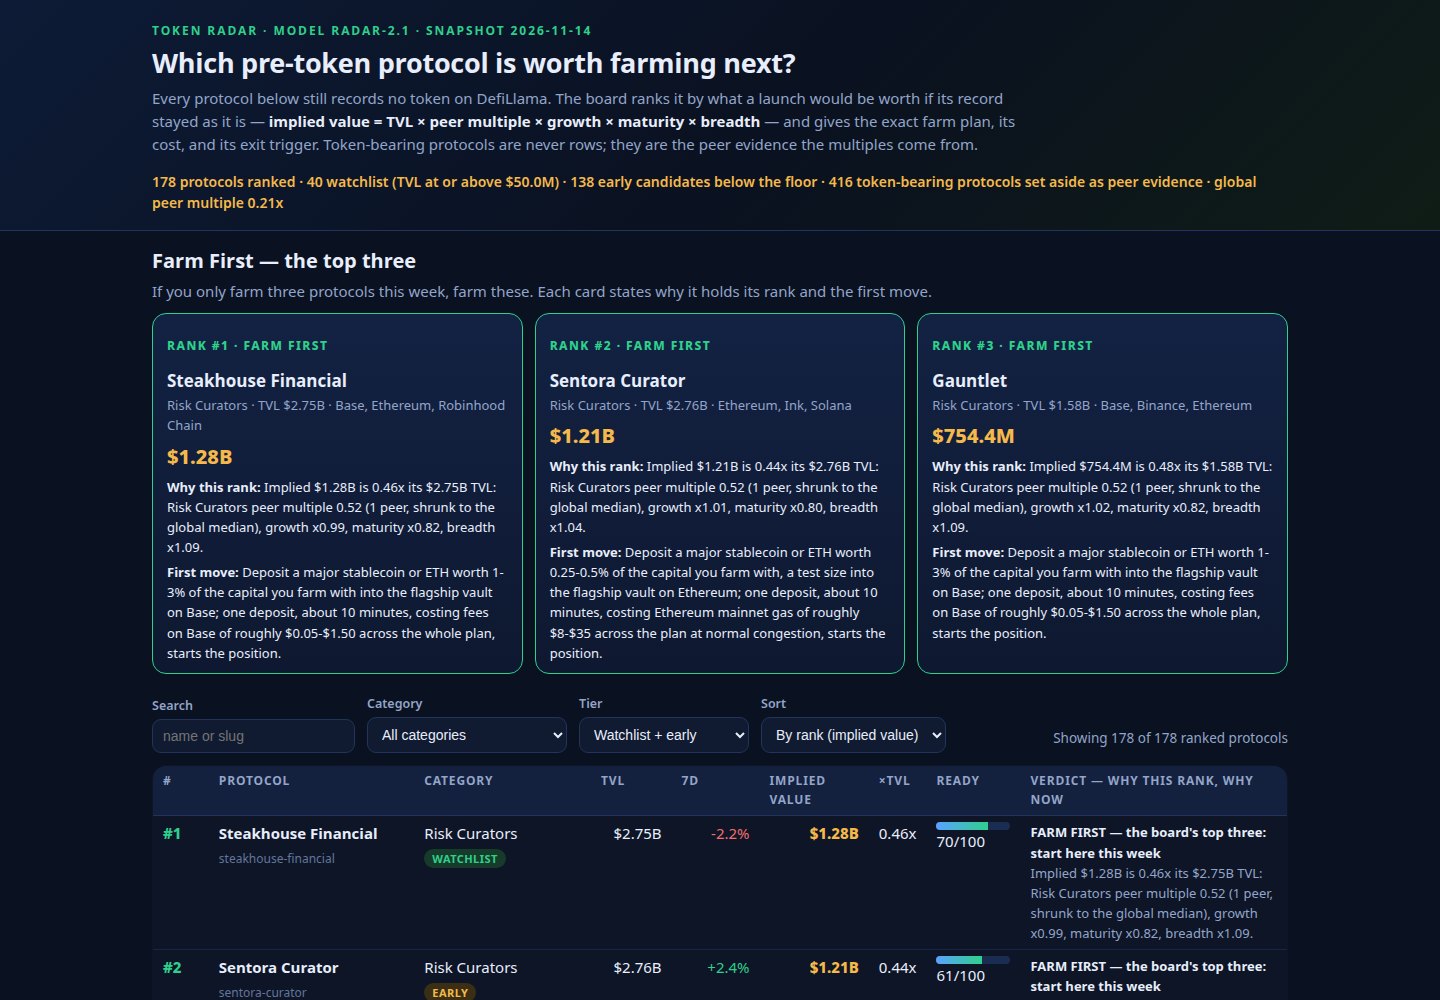 TOKEN RADAR · MODEL RADAR-2.1 · SNAPSHOT 2026-11-14
Which pre-token protocol is worth farming next?
Every protocol below still records no token on DefiLlama. The board ranks it by what a launch would be worth if its record
stayed as it is — implied value = TVL × peer multiple × growth × maturity × breadth — and gives the exact farm plan, its
cost, and its exit trigger. Token-bearing protocols are never rows; they are the peer evidence the multiples come from.
178 protocols ranked · 40 watchlist (TVL at or above $50.0M) · 138 early candidates below the floor · 416 token-bearing protocols set aside as peer evidence · global
peer multiple 0.21x
Farm First — the top three
If you only farm three protocols this week, farm these. Each card states why it holds its rank and the first move.
RANK #1 · FARM FIRST
Steakhouse Financial
Risk Curators · TVL $2.75B · Base, Ethereum, Robinhood
Chain
$1.28B
Why this rank: Implied $1.28B is 0.46x its $2.75B TVL:
Risk Curators peer multiple 0.52 (1 peer, shrunk to the
global median), growth x0.99, maturity x0.82, breadth
x1.09.
First move: Deposit a major stablecoin or ETH worth 1-
3% of the capital you farm with into the flagship vault
on Base; one deposit, about 10 minutes, costing fees
on Base of roughly $0.05-$1.50 across the whole plan,
starts the position.
RANK #2 · FARM FIRST
Sentora Curator
Risk Curators · TVL $2.76B · Ethereum, Ink, Solana
$1.21B
Why this rank: Implied $1.21B is 0.44x its $2.76B TVL:
Risk Curators peer multiple 0.52 (1 peer, shrunk to the
global median), growth x1.01, maturity x0.80, breadth
x1.04.
First move: Deposit a major stablecoin or ETH worth
0.25-0.5% of the capital you farm with, a test size into
the flagship vault on Ethereum; one deposit, about 10
minutes, costing Ethereum mainnet gas of roughly
$8-$35 across the plan at normal congestion, starts the
position.
RANK #3 · FARM FIRST
Gauntlet
Risk Curators · TVL $1.58B · Base, Binance, Ethereum
$754.4M
Why this rank: Implied $754.4M is 0.48x its $1.58B TVL:
Risk Curators peer multiple 0.52 (1 peer, shrunk to the
global median), growth x1.02, maturity x0.82, breadth
x1.09.
First move: Deposit a major stablecoin or ETH worth 1-
3% of the capital you farm with into the flagship vault
on Base; one deposit, about 10 minutes, costing fees
on Base of roughly $0.05-$1.50 across the whole plan,
starts the position.
Search
Category
Tier
Sort
name or slug
All categories
Watchlist + early
By rank (implied value)
Showing 178 of 178 ranked protocols
# PROTOCOL CATEGORY TVL 7D IMPLIED VALUE ×TVL READY VERDICT — WHY THIS RANK, WHY NOW
#1 Steakhouse Financial Risk Curators $2.75B -2.2% $1.28B 0.46x 70/100
steakhouse-financial WATCHLIST
FARM FIRST — the board's top three:
start here this week
Implied $1.28B is 0.46x its $2.75B TVL:
Risk Curators peer multiple 0.52 (1 peer,
shrunk to the global median), growth
x0.99, maturity x0.82, breadth x1.09.
#2 Sentora Curator Risk Curators $2.76B +2.4% $1.21B 0.44x 61/100
sentora-curator EARLY
FARM FIRST — the board's top three:
start here this week